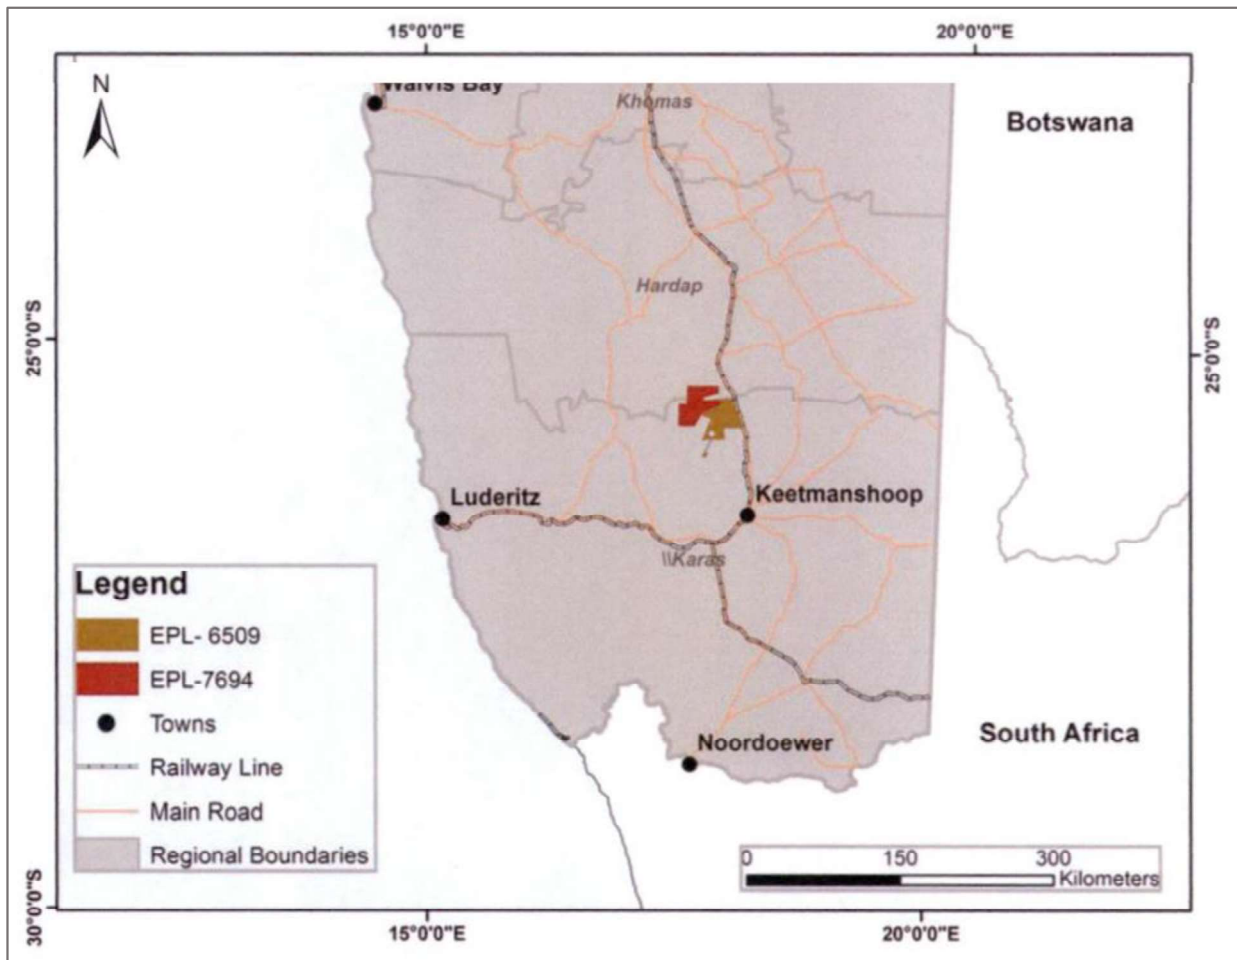 15°0'0"E 20°0'0"E
N
Walvis Bay
Khomas
Botswana
Hardap
25°0'0"S
25°0'0"S
Luderitz
Keetmanshoop
\\Karas
Legend
EPL- 6509
EPL-7694
Towns
Railway Line
Main Road
Regional Boundaries
Noordoewer
South Africa
0 150 300
Kilometers
30°0'0"S
15°0'0"E 20°0'0"E